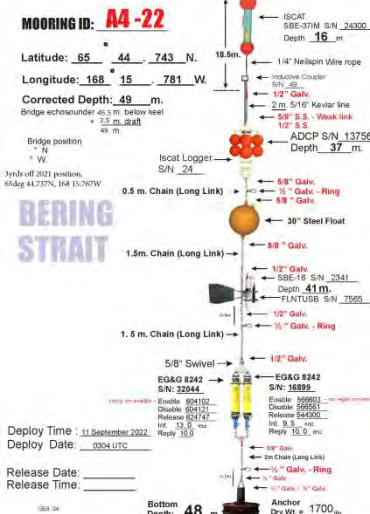 MOORING ID: A4 -22
Latitude: 65 ° 44 . 743 N.
Longitude: 168 ° 15 . 781 W.
Corrected Depth: 49 m.
Bridge echosounder 45.5 m. below keel
+ 3.5 m. draft
49 m
Bridge position
° N
° W.
3yrds off 2021 position,
65deg 44.737N, 168 15.767W
BERING
STRAIT
ISCAT
SBE-37IM S/N 24300
Depth 16 m.
18.5m.
1/4" Neilspin Wire rope
Inductive Coupler
S/N 49
1/2" Galv.
2 m. 5/16" Kevlar line
5/8" S.S. - Weak link
1/2" S.S.
ADCP S/N 13756
Depth 37 m.
Iscat Logger
S/N 24
5/8" Galv.
0.5 m. Chain (Long Link)
½ " Galv. - Ring
5/8 " Galv.
30" Steel Float
5/8 " Galv.
1.5m. Chain (Long Link)
1/2" Galv.
SBE-16 S/N 2341
Depth 41m.
FLNTUSB S/N 7565
1/2" Galv.
½ " Galv. - Ring
1. 5 m. Chain (Long Link)
1/2" Galv.
5/8" Swivel
EG&G 8242
S/N: 32044
Enable 604102
Disable 604121
Release 624747
Int. 13.0 KHz
Reply 10.0
EG&G 8242
S/N: 16899
Enable 566603
Disable 566561
Release 544300
Int. 9.5 KHz
Reply 10.0 KHz
Deploy Time : 11 September 2022
Deploy Date: 0304 UTC
5/8" Galv.
2m Chain (Long Link)
½ " Galv. - Ring
Release Date:
Release Time:
VER. 04
Bottom
Depth: 48 m
Anchor
Dry Wt. = 1700 lb